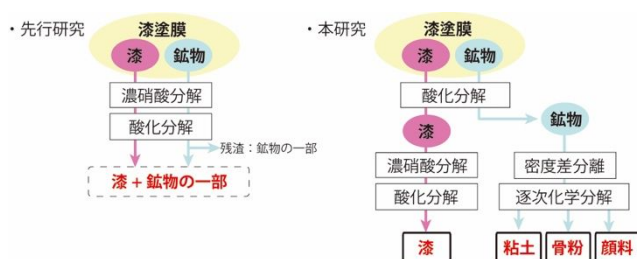 ・先行研究
漆塗膜
漆
鉱物
濃硝酸分解
酸化分解
残渣：鉱物の一部
漆 + 鉱物の一部
・本研究
漆塗膜
漆
鉱物
酸化分解
漆
鉱物
濃硝酸分解
密度差分離
酸化分解
逐次化学分解
漆
粘土
骨粉
顔料